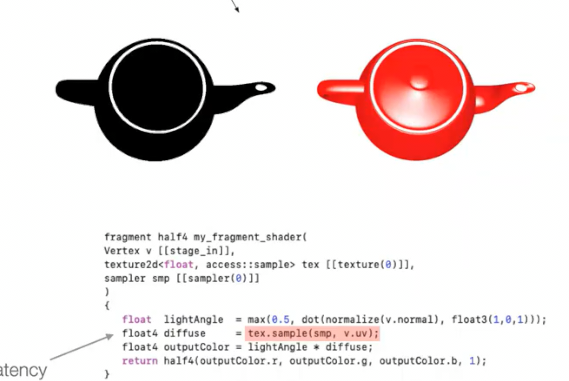 fragment half4 my_fragment_shader(
Vertex v [[stage_in]],
texture2d<float, access::sample> tex [[texture(0)]],
sampler smp [[sampler(0)]]
)
{
float lightAngle = max(0.5, dot(normalize(v.normal), float3(1,0,1)));
float4 diffuse = tex.sample(smp, v.uv);
float4 outputColor = lightAngle * diffuse;
return half4(outputColor.r, outputColor.g, outputColor.b, 1);
atency
}